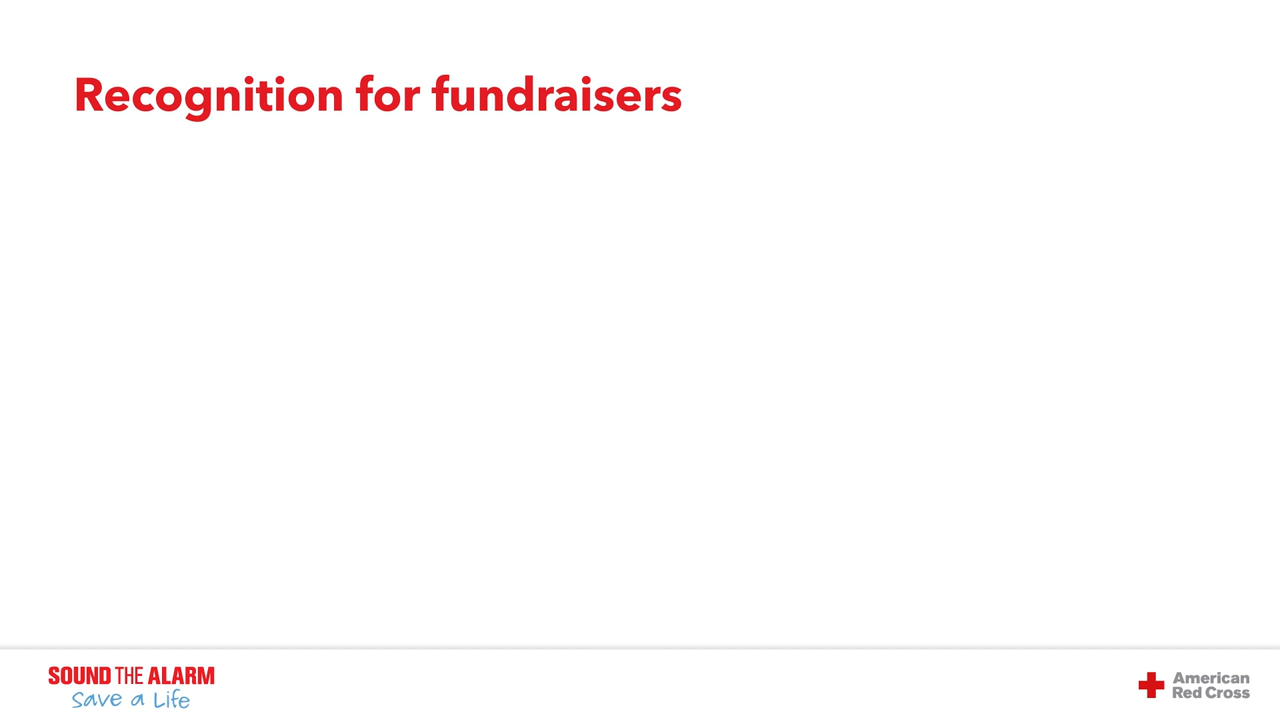 Recognition for fundraisers
SOUND THE ALARM
Save a Life
American
Red Cross